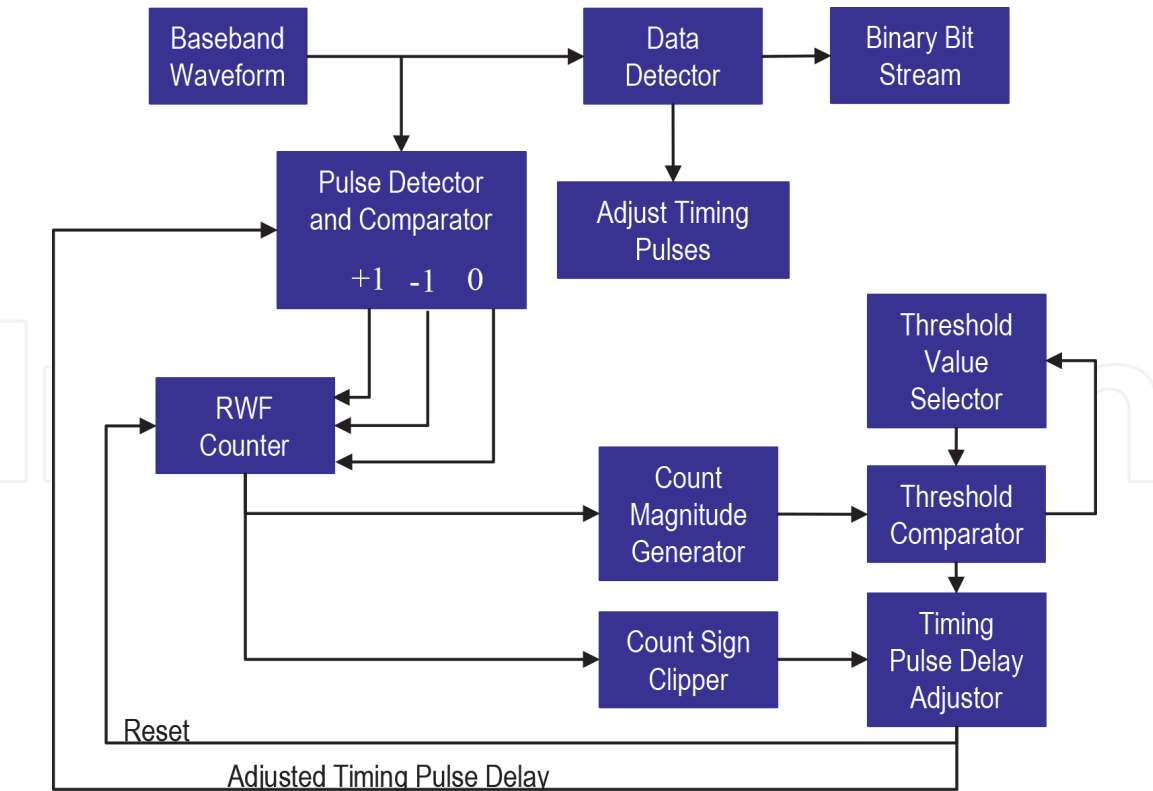 Baseband
Waveform
Data
Detector
Binary Bit
Stream
Pulse Detector
and Comparator
+1 -1 0
Adjust Timing
Pulses
Threshold
Value
Selector
RWF
Counter
Count
Magnitude
Generator
Threshold
Comparator
Count Sign
Clipper
Timing
Pulse Delay
Adjustor
Reset
Adjusted Timing Pulse Delay